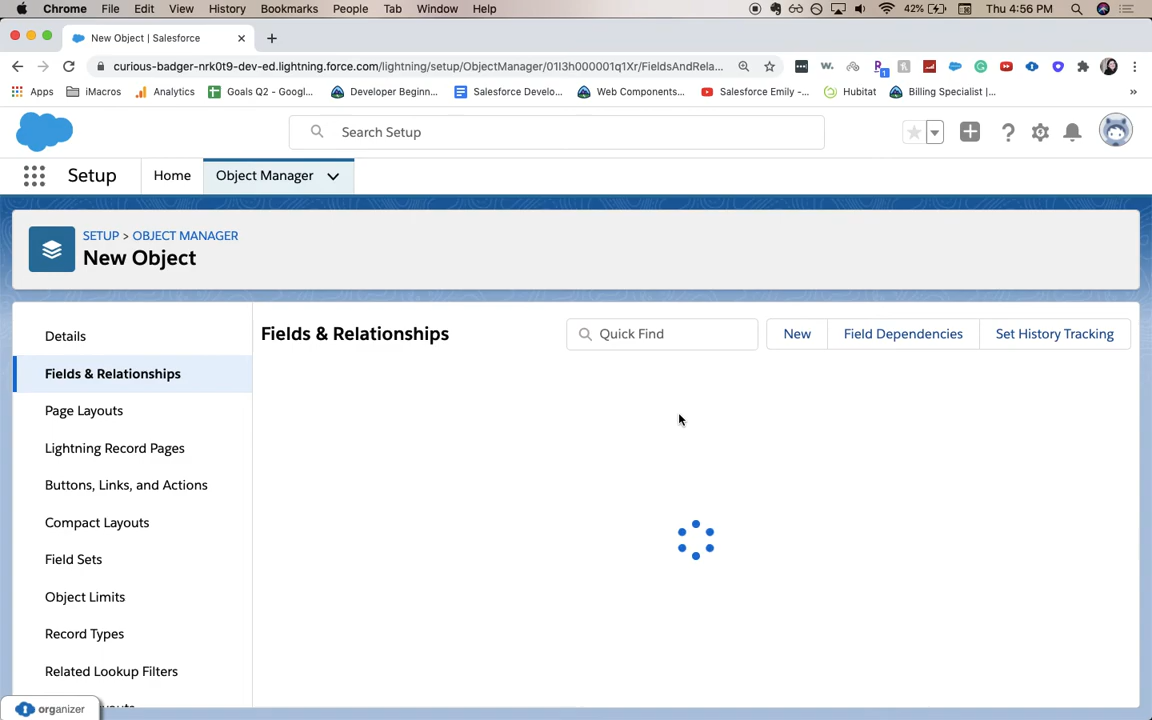 Chrome File Edit View History Bookmarks People Tab Window Help 42% Thu 4:56 PM
New Object | Salesforce
curious-badger-nrk0t9-dev-ed.lightning.force.com/lightning/setup/ObjectManager/01I3h000001q1Xr/FieldsAndRela...
Apps iMacros Analytics Goals Q2 - Googl... Developer Beginn... Salesforce Develo... Web Components... Salesforce Emily -... Hubitat Billing Specialist |... »
Search Setup
Setup Home Object Manager
SETUP > OBJECT MANAGER
New Object
Details
Fields & Relationships
Page Layouts
Lightning Record Pages
Buttons, Links, and Actions
Compact Layouts
Field Sets
Object Limits
Record Types
Related Lookup Filters
Fields & Relationships Quick Find New Field Dependencies Set History Tracking
organizer